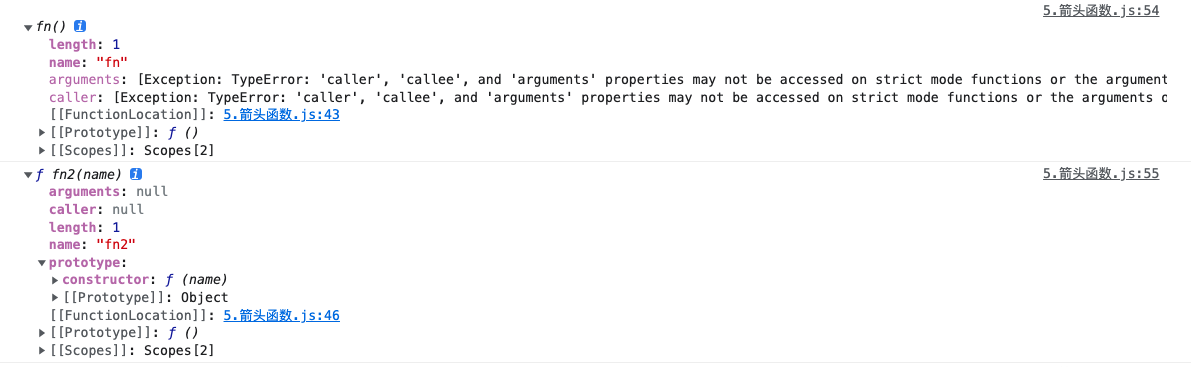 5.箭头函数.js:54
▼fn() i
length: 1
name: "fn"
arguments: [Exception: TypeError: 'caller', 'callee', and 'arguments' properties may not be accessed on strict mode functions or the argument
caller: [Exception: TypeError: 'caller', 'callee', and 'arguments' properties may not be accessed on strict mode functions or the arguments o
[[FunctionLocation]]: 5.箭头函数.js:43
▶[[Prototype]]: ƒ ()
▶[[Scopes]]: Scopes[2]
▼ƒ fn2(name) i 5.箭头函数.js:55
arguments: null
caller: null
length: 1
name: "fn2"
▼prototype:
▶constructor: ƒ (name)
▶[[Prototype]]: Object
[[FunctionLocation]]: 5.箭头函数.js:46
▶[[Prototype]]: ƒ ()
▶[[Scopes]]: Scopes[2]